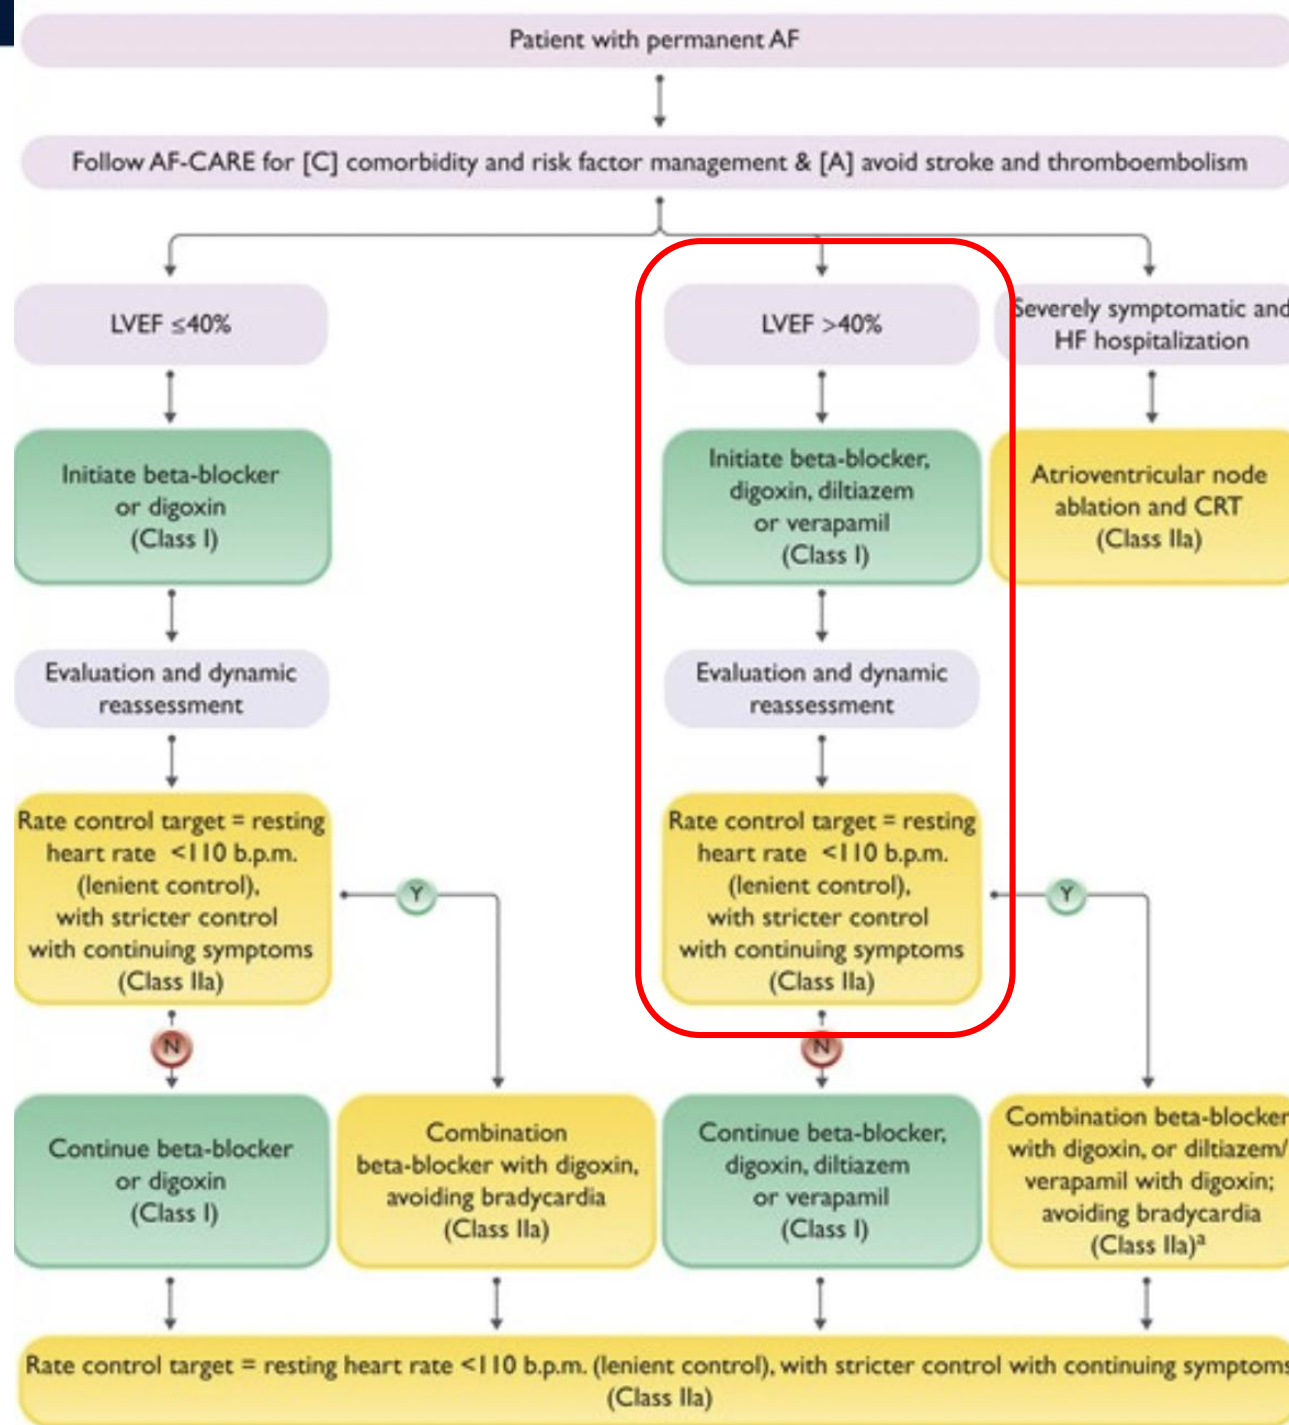 Patient with permanent AF
Follow AF-CARE for [C] comorbidity and risk factor management & [A] avoid stroke and thromboembolism
LVEF ≤40%
LVEF >40%
Severely symptomatic and
HF hospitalization
Initiate beta-blocker
or digoxin
(Class I)
Initiate beta-blocker,
digoxin, diltiazem
or verapamil
(Class I)
Atrioventricular node
ablation and CRT
(Class IIa)
Evaluation and dynamic
reassessment
Evaluation and dynamic
reassessment
Rate control target = resting
heart rate <110 b.p.m.
(lenient control),
with stricter control
with continuing symptoms
(Class IIa)
Y
Rate control target = resting
heart rate <110 b.p.m.
(lenient control),
with stricter control
with continuing symptoms
(Class IIa)
Y
N
N
Continue beta-blocker
or digoxin
(Class I)
Combination
beta-blocker with digoxin,
avoiding bradycardia
(Class IIa)
Continue beta-blocker,
digoxin, diltiazem
or verapamil
(Class I)
Combination beta-blocker
with digoxin, or diltiazem/
verapamil with digoxin;
avoiding bradycardia
(Class IIa)ª
Rate control target = resting heart rate <110 b.p.m. (lenient control), with stricter control with continuing symptoms
(Class IIa)